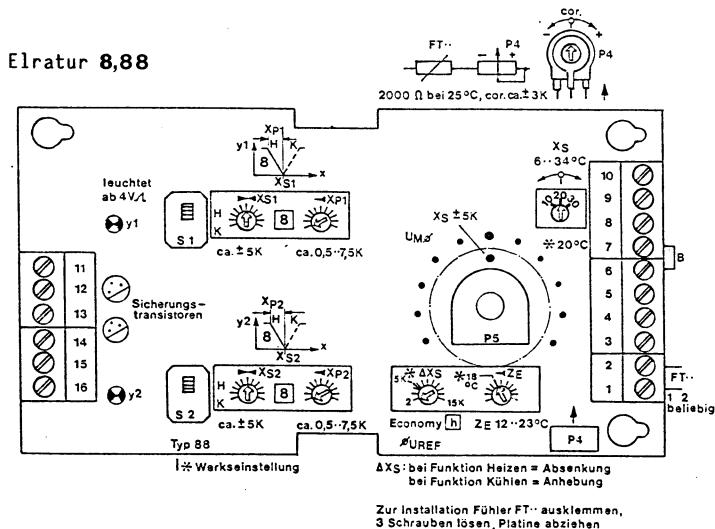 Elratur 8,88
cor.
- +
FT·· - P4 + P4
2000 Ω bei 25°C, cor. ca. ± 3K
XP1
y1 H K
8
XS1 x
leuchtet
ab 4V
y1
S 1
H
K
XS1 8 XP1
ca. ± 5K ca. 0,5··7,5K
XS
6··34°C
10 20 30
※ 20°C
XS ± 5K
UM
10
9
8
7
6
5
4
3
2
1
B
FT··
1 2
beliebig
11
12
13
14
15
16
Sicherungs-
transistoren
XP2
y2 H K
8
XS2 x
y2
S 2
H
K
XS2 8 XP2
ca. ± 5K ca. 0,5··7,5K
P5
※ ΔXS ※ 18 °C ZE
5K
2 15K
Economy h ZE 12··23°C
UREF
P4
Typ 88
※ Werkseinstellung
ΔXS: bei Funktion Heizen = Absenkung
bei Funktion Kühlen = Anhebung
Zur Installation Fühler FT·· ausklemmen,
3 Schrauben lösen, Platine abziehen